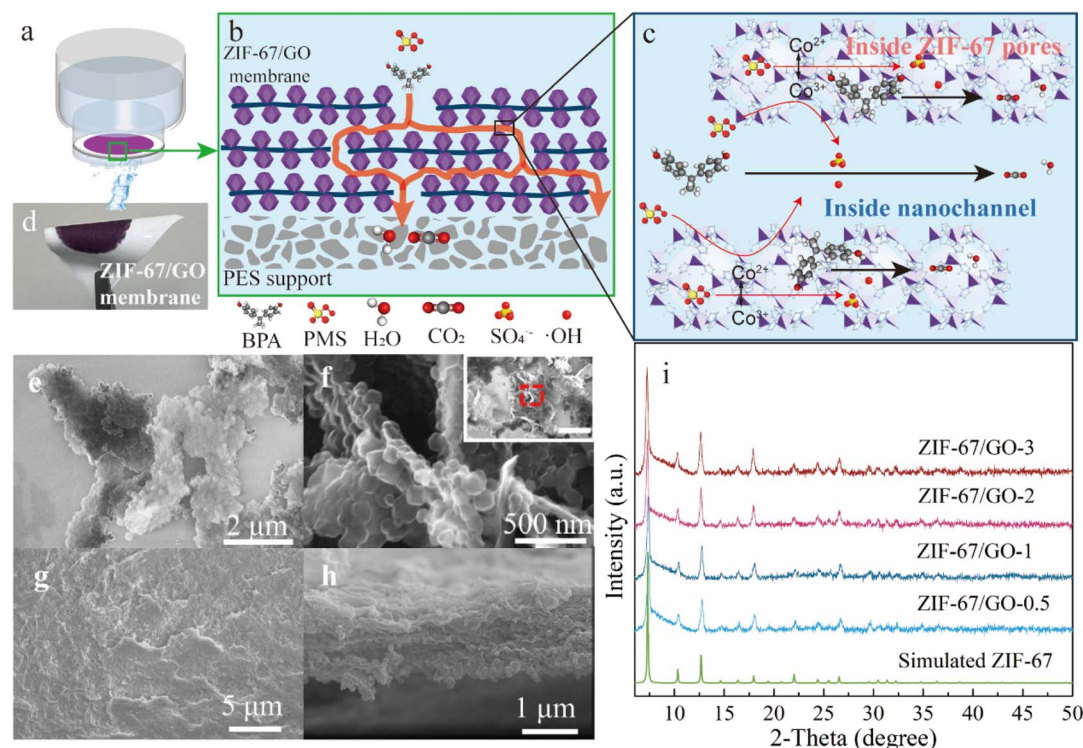 a
b
ZIF-67/GO
membrane
PES support
c
Co2+
Inside ZIF-67 pores
Co3+
Inside nanochannel
Co2+
Co3+
d
ZIF-67/GO
membrane
BPA
PMS
H₂O
CO₂
SO₄·-
·OH
e
2 μm
f
500 nm
g
5 μm
h
1 μm
i
Intensity (a.u.)
ZIF-67/GO-3
ZIF-67/GO-2
ZIF-67/GO-1
ZIF-67/GO-0.5
Simulated ZIF-67
10 15 20 25 30 35 40 45 50
2-Theta (degree)